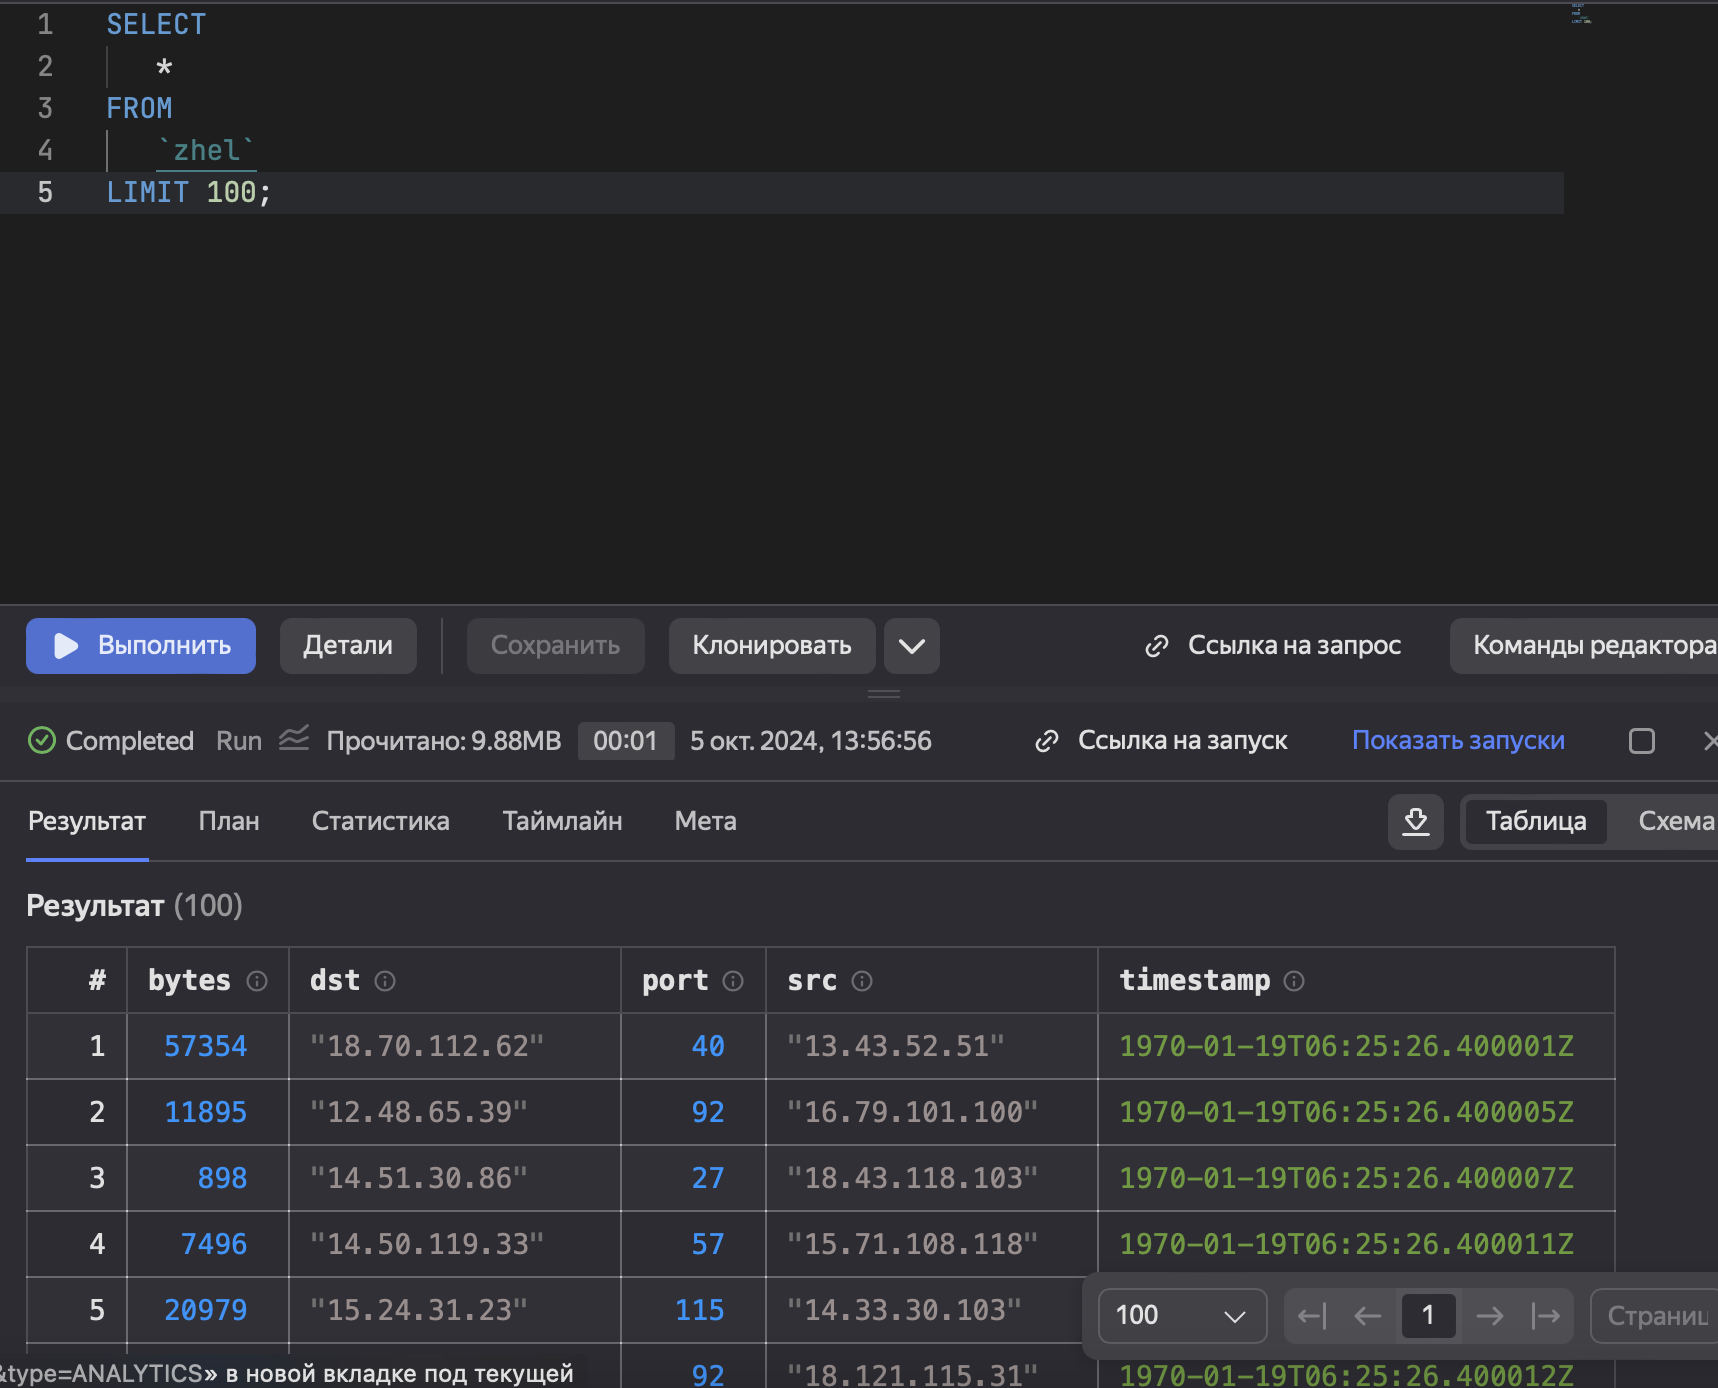 1 SELECT
2 *
3 FROM
4 `zhel`
5 LIMIT 100;
Выполнить Детали Сохранить Клонировать Ссылка на запрос Команды редактора
Completed Run Прочитано: 9.88MB 00:01 5 окт. 2024, 13:56:56 Ссылка на запуск Показать запуски
Результат План Статистика Таймлайн Мета Таблица Схема
Результат (100)
# bytes dst port src timestamp
1 57354 "18.70.112.62" 40 "13.43.52.51" 1970-01-19T06:25:26.400001Z
2 11895 "12.48.65.39" 92 "16.79.101.100" 1970-01-19T06:25:26.400005Z
3 898 "14.51.30.86" 27 "18.43.118.103" 1970-01-19T06:25:26.400007Z
4 7496 "14.50.119.33" 57 "15.71.108.118" 1970-01-19T06:25:26.400011Z
5 20979 "15.24.31.23" 115 "14.33.30.103"
100 1 Страниц
92 "18.121.115.31" 1970-01-19T06:25:26.400012Z
&type=ANALYTICS» в новой вкладке под текущей